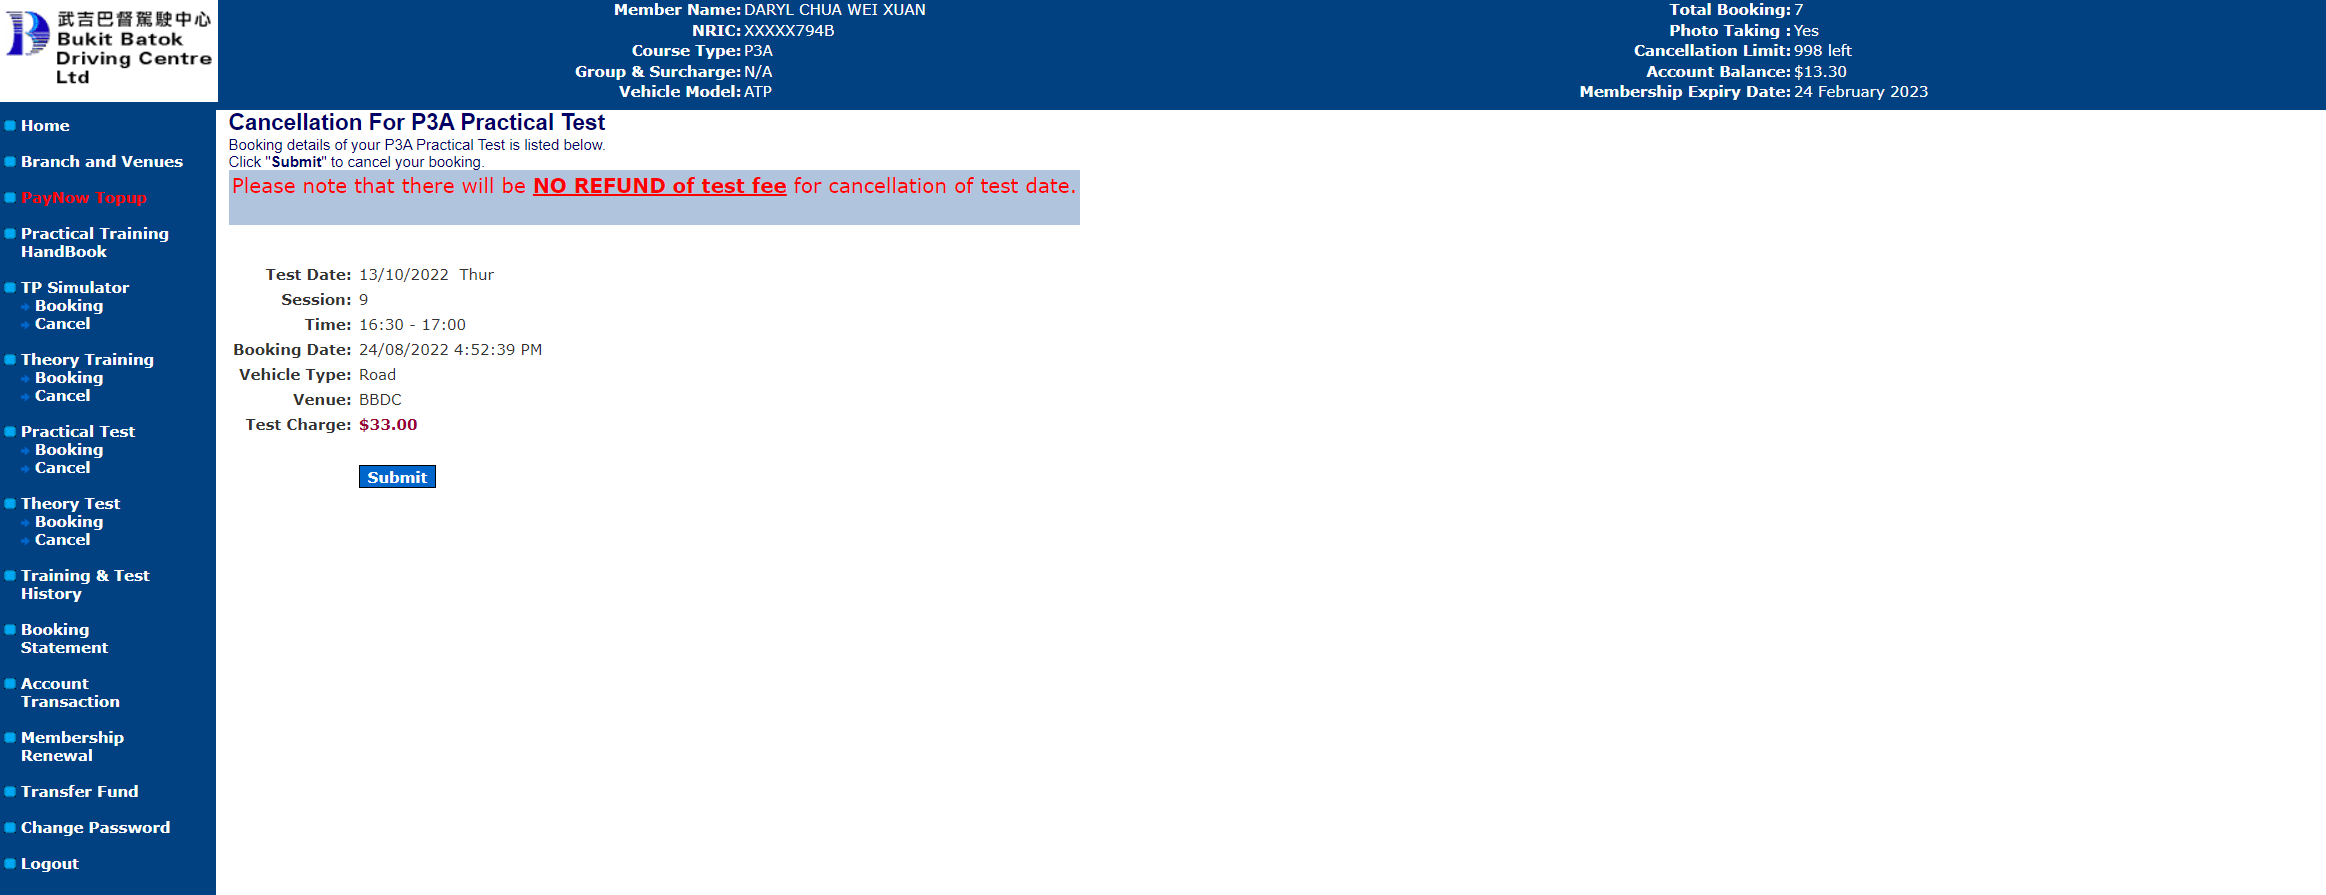 武吉巴督駕駛中心
Bukit Batok
Driving Centre
Ltd
Member Name: DARYL CHUA WEI XUAN
NRIC: XXXXX794B
Course Type: P3A
Group & Surcharge: N/A
Vehicle Model: ATP
Total Booking: 7
Photo Taking : Yes
Cancellation Limit: 998 left
Account Balance: $13.30
Membership Expiry Date: 24 February 2023
Home
Branch and Venues
PayNow Topup
Practical Training
HandBook
TP Simulator
Booking
Cancel
Theory Training
Booking
Cancel
Practical Test
Booking
Cancel
Theory Test
Booking
Cancel
Training & Test
History
Booking
Statement
Account
Transaction
Membership
Renewal
Transfer Fund
Change Password
Logout
Cancellation For P3A Practical Test
Booking details of your P3A Practical Test is listed below.
Click "Submit" to cancel your booking.
Please note that there will be NO REFUND of test fee for cancellation of test date.
Test Date: 13/10/2022 Thur
Session: 9
Time: 16:30 - 17:00
Booking Date: 24/08/2022 4:52:39 PM
Vehicle Type: Road
Venue: BBDC
Test Charge: $33.00
Submit